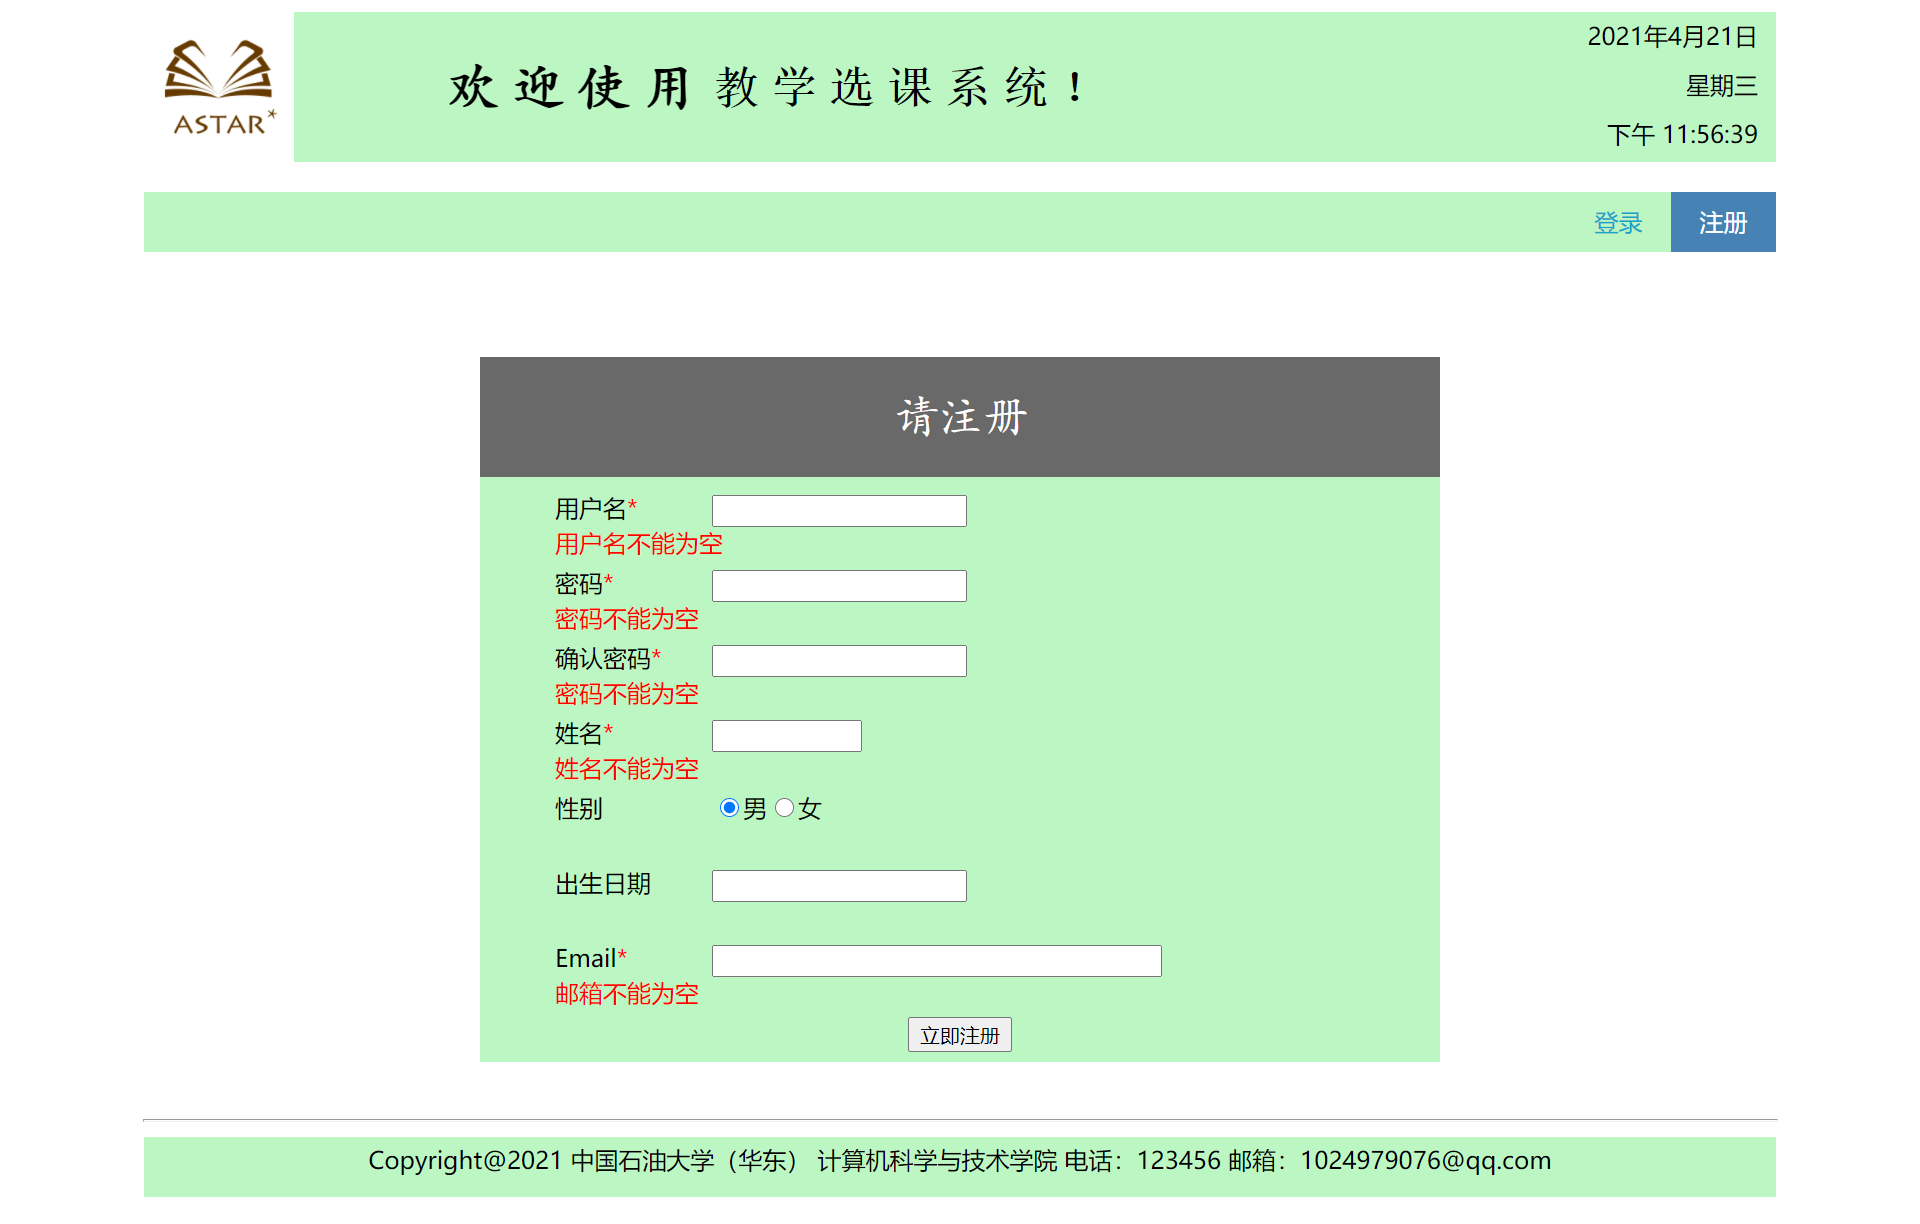 ASTAR*
欢迎使用教学选课系统！
2021年4月21日
星期三
下午 11:56:39
登录 注册
请注册
用户名*
用户名不能为空
密码*
密码不能为空
确认密码*
密码不能为空
姓名*
姓名不能为空
性别 男 女
出生日期
Email*
邮箱不能为空
立即注册
Copyright@2021 中国石油大学（华东） 计算机科学与技术学院 电话：123456 邮箱：1024979076@qq.com